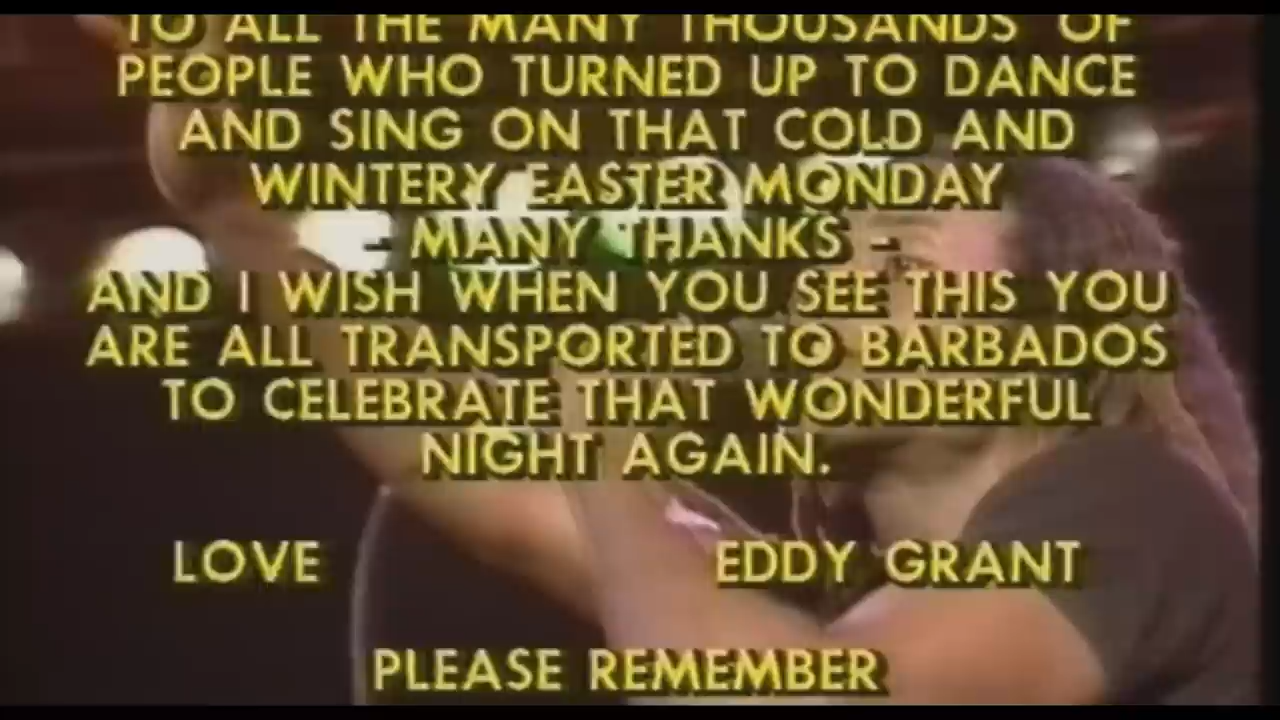 TO ALL THE MANY THOUSANDS OF
PEOPLE WHO TURNED UP TO DANCE
AND SING ON THAT COLD AND
WINTERY EASTER MONDAY
- MANY THANKS -
AND I WISH WHEN YOU SEE THIS YOU
ARE ALL TRANSPORTED TO BARBADOS
TO CELEBRATE THAT WONDERFUL
NIGHT AGAIN.
LOVE EDDY GRANT
PLEASE REMEMBER